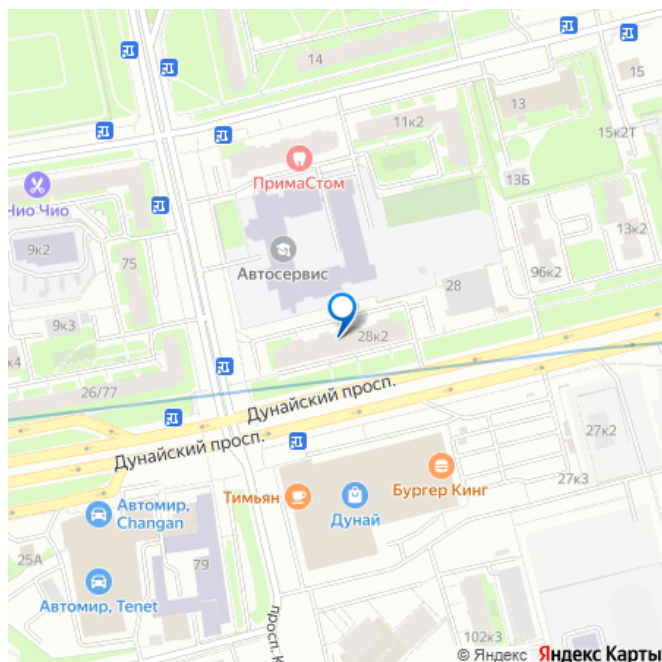 14
15
13
11к2
15к2Т
ПримаСтом
13Б
Чио Чио
9к2
75
Автосервис
13к2
96к2
28
9к3
28к2
к4
26/77
Дунайский просп.
Дунайский просп.
27к2
27к3
Бургер Кинг
Тимьян
Дунай
Автомир,
Changan
25А
79
Автомир, Tenet
просп. К
102к3
© Яндекс Яндекс Карты